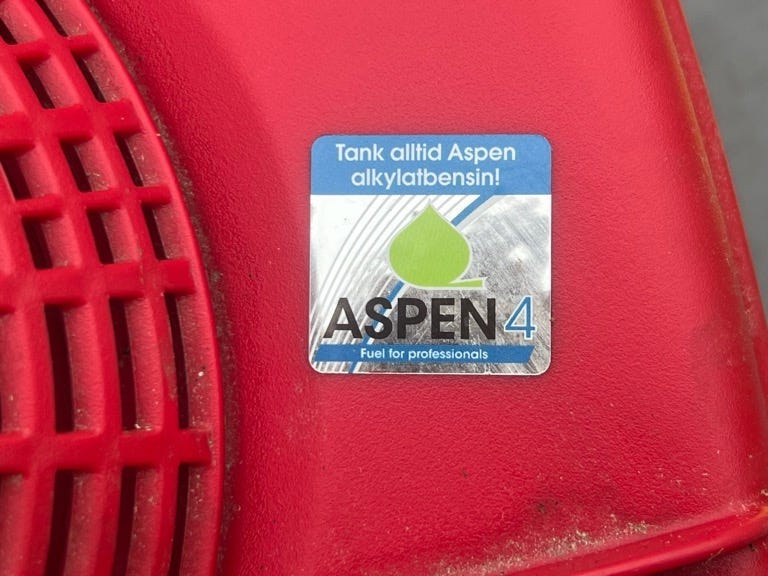 Tank alltid Aspen
alkylatbensin!
ASPEN 4
Fuel for professionals